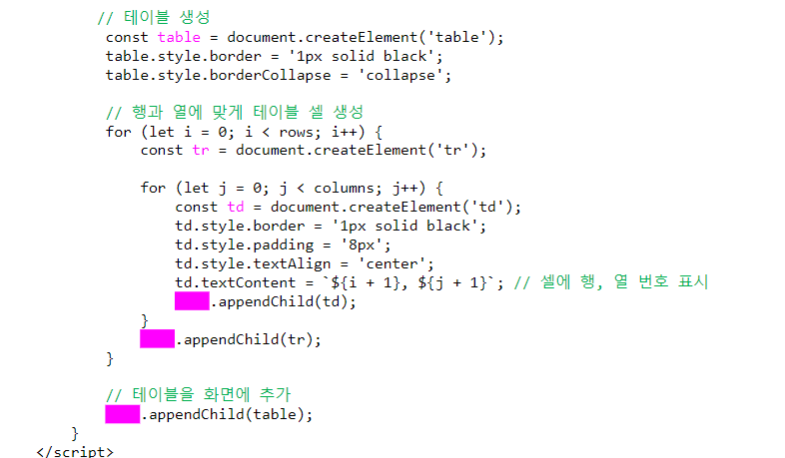 // 테이블 생성
const table = document.createElement('table');
table.style.border = '1px solid black';
table.style.borderCollapse = 'collapse';
// 행과 열에 맞게 테이블 셀 생성
for (let i = 0; i < rows; i++) {
const tr = document.createElement('tr');
for (let j = 0; j < columns; j++) {
const td = document.createElement('td');
td.style.border = '1px solid black';
td.style.padding = '8px';
td.style.textAlign = 'center';
td.textContent = `${i + 1}, ${j + 1}`; // 셀에 행, 열 번호 표시
.appendChild(td);
}
.appendChild(tr);
}
// 테이블을 화면에 추가
.appendChild(table);
}
</script>